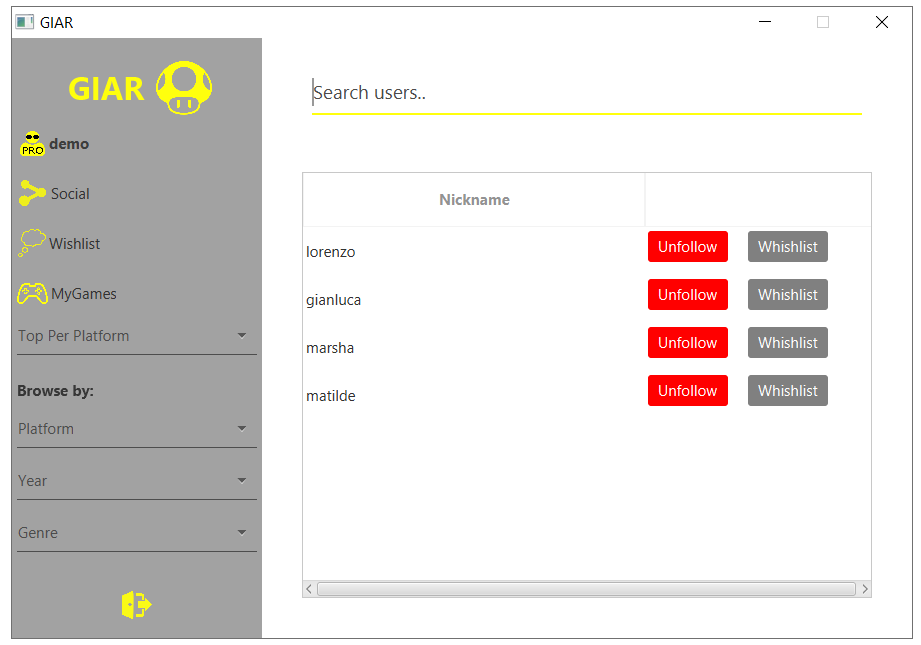 GIAR
GIAR
PRO demo
Social
Wishlist
MyGames
Top Per Platform
Browse by:
Platform
Year
Genre
Search users..
Nickname
lorenzo Unfollow Whishlist
gianluca Unfollow Whishlist
marsha Unfollow Whishlist
matilde Unfollow Whishlist